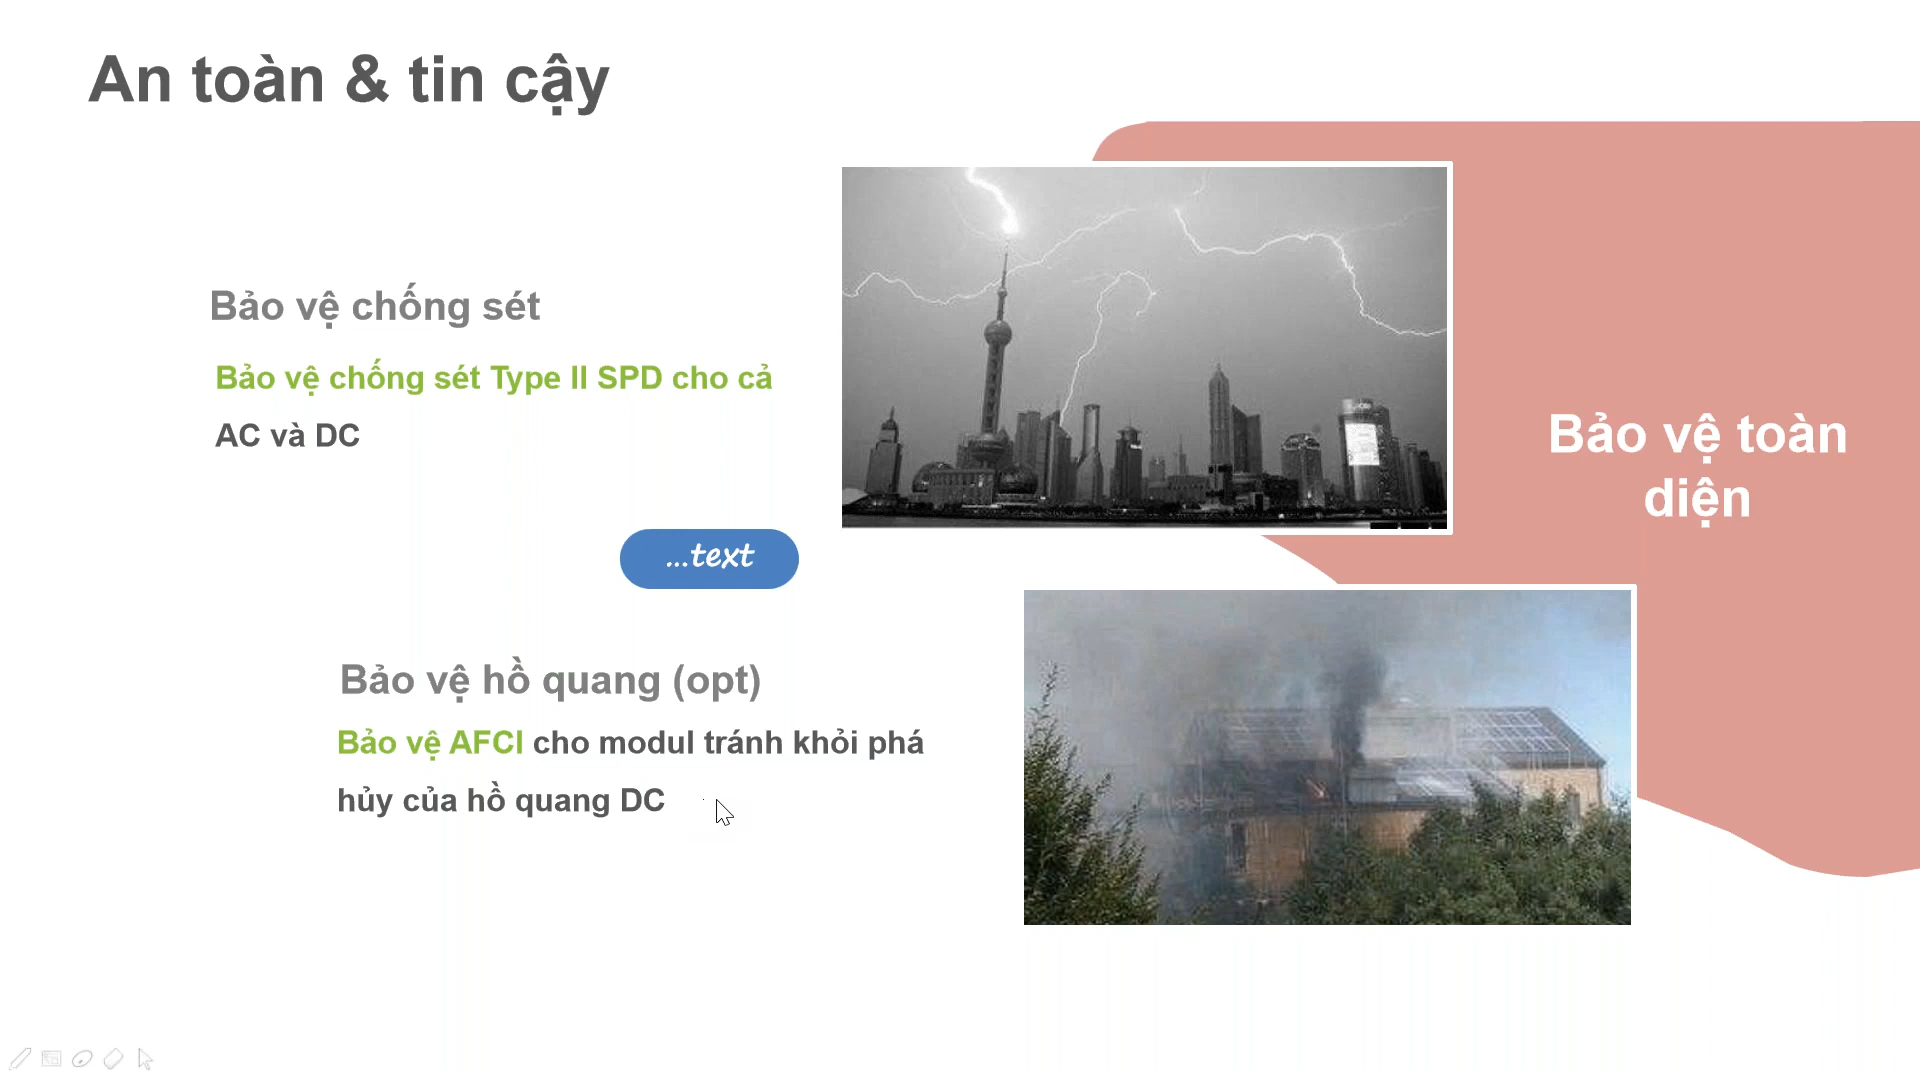 An toàn & tin cậy
Bảo vệ chống sét
Bảo vệ chống sét Type II SPD cho cả
AC và DC
...text
Bảo vệ toàn
diện
Bảo vệ hồ quang (opt)
Bảo vệ AFCI cho modul tránh khỏi phá
hủy của hồ quang DC